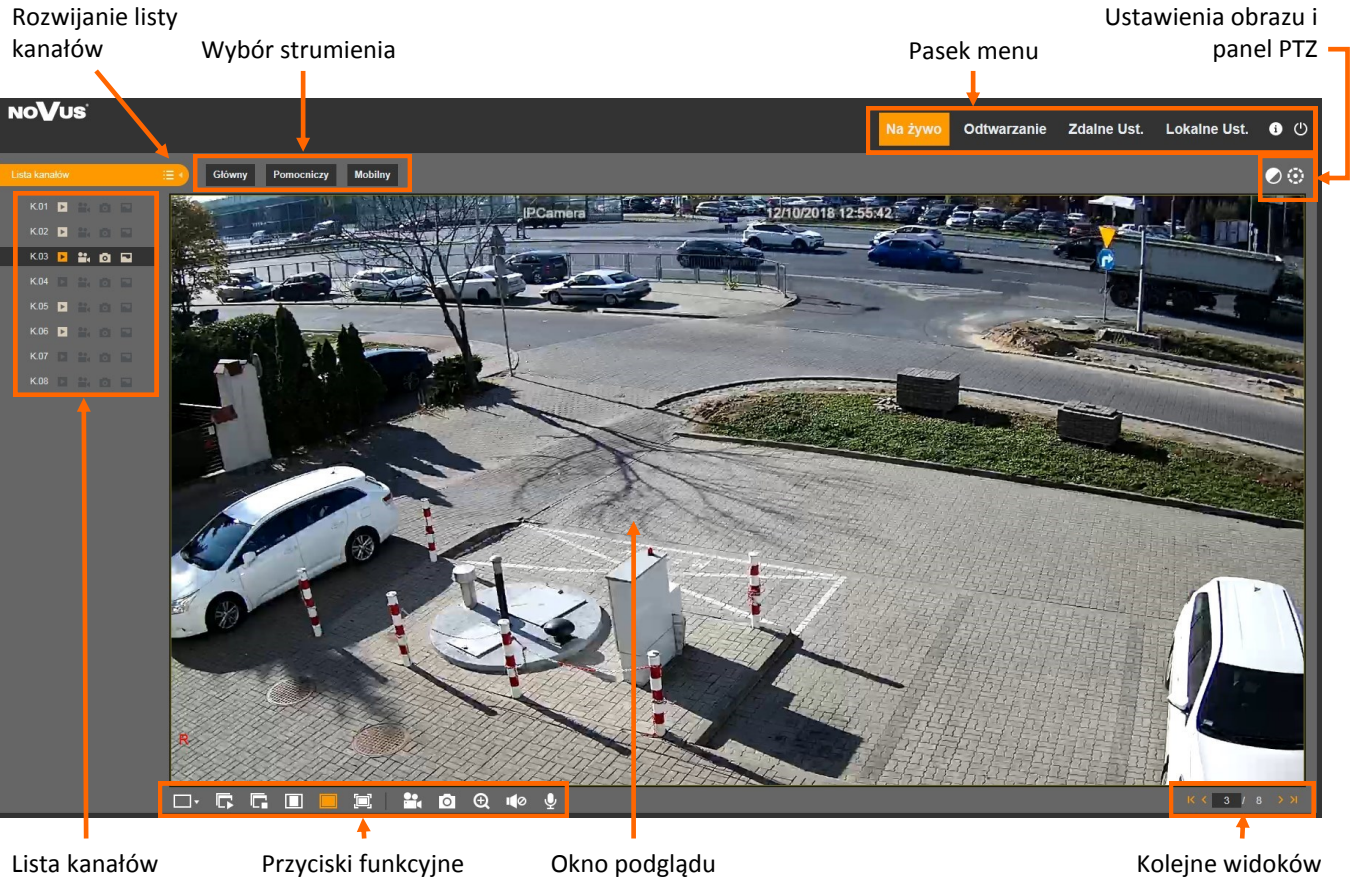 Rozwijanie listy
kanałów
Wybór strumienia
Pasek menu
Ustawienia obrazu i
panel PTZ
NOVUS
Na żywo Odtwarzanie Zdalne Ust. Lokalne Ust.
Lista kanałów
Główny Pomocniczy Mobilny
K.01
K.02
K.03
K.04
K.05
K.06
K.07
K.08
IPCamera
12/10/2018 12:55:42
R
3 / 8
Lista kanałów
Przyciski funkcyjne
Okno podglądu
Kolejne widoków